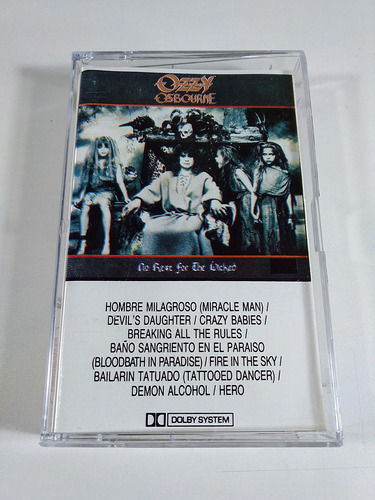 OZZY
OSBOURNE
No Rest for The Wicked
HOMBRE MILAGROSO (MIRACLE MAN) /
DEVIL'S DAUGHTER / CRAZY BABIES /
BREAKING ALL THE RULES /
BAÑO SANGRIENTO EN EL PARAISO
(BLOODBATH IN PARADISE) / FIRE IN THE SKY /
BAILARIN TATUADO (TATTOOED DANCER) /
DEMON ALCOHOL / HERO
DOLBY SYSTEM